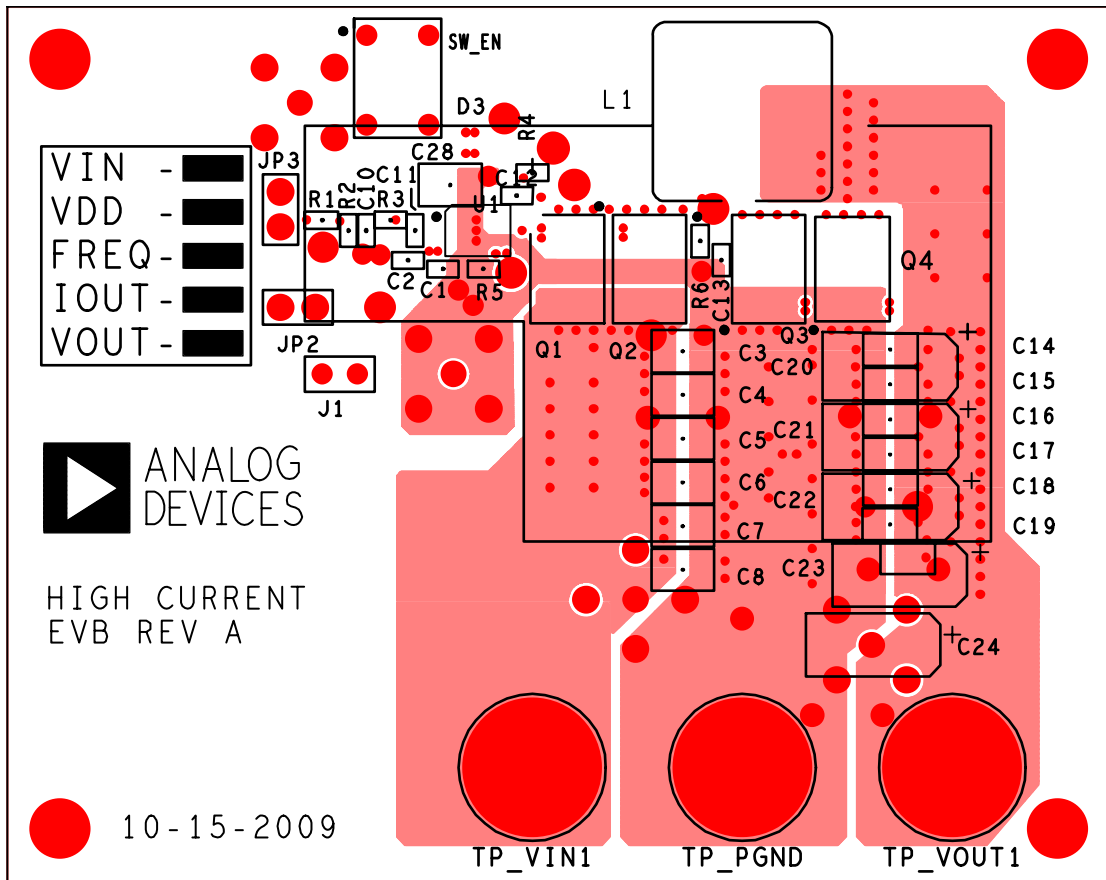 SW_EN
D3
L1
R4
C28
JP3
C11
C12
R1
R2
C10
R3
U1
VIN -
VDD -
FREQ-
IOUT -
VOUT-
C2
C1
R5
R6
C13
Q4
JP2
Q1
Q2
Q3
J1
C3
C20
C4
C21
C5
C6
C22
C7
C23
C8
C24
C14
C15
C16
C17
C18
C19
+
+
+
+
+
ANALOG
DEVICES
HIGH CURRENT
EVB REV A
10-15-2009
TP_VIN1
TP_PGND
TP_VOUT1